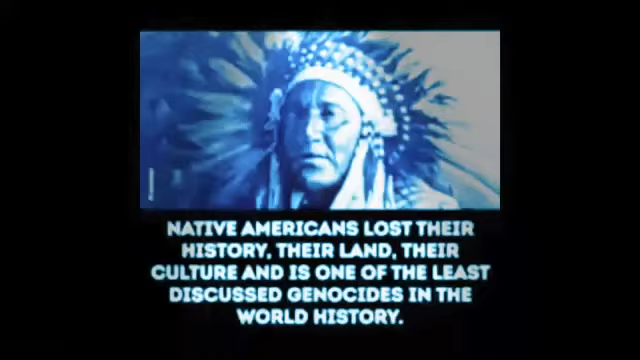 NATIVE AMERICANS LOST THEIR
HISTORY, THEIR LAND, THEIR
CULTURE AND IS ONE OF THE LEAST
DISCUSSED GENOCIDES IN THE
WORLD HISTORY.